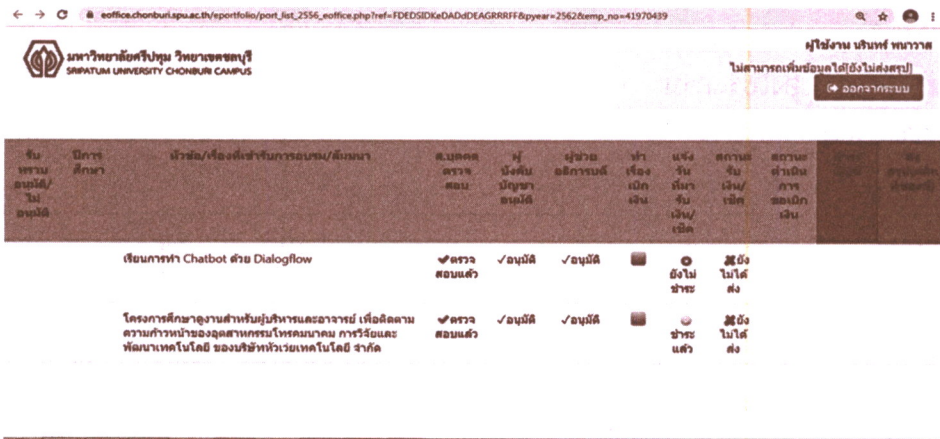 eoffice.chonburi.spu.ac.th/eportfolio/port_list_2556_eoffice.php?ref=FDEDSIDKeDADdDEAGRRRFF&pyear=2562&temp_no=41970439
ผู้ใช้งาน นรินทร์ พนาวาส
มหาวิทยาลัยศรีปทุม วิทยาเขตชลบุรี
SRIPATUM UNIVERSITY CHONBURI CAMPUS
ไม่สามารถเพิ่มข้อมูลได้[ยังไม่ส่งสรุป]
ออกจากระบบ
รับ
ทราบ
อนุมัติ/
ไม่
อนุมัติ
ปีการ
ศึกษา
หัวข้อ/เรื่องที่เข้ารับการอบรม/สัมมนา
ส.บุคคล
ตรวจ
สอบ
ผู้
บังคับ
บัญชา
อนุมัติ
ผู้ช่วย
อธิการบดี
ทำ
เรื่อง
เบิก
เงิน
แจ้ง
วัน
ที่มา
รับ
เงิน/
เช็ค
สถานะ
รับ
เงิน/
เช็ค
สถานะ
ดำเนิน
การ
ขอเบิก
เงิน
เรียนการทำ Chatbot ด้วย Dialogflow
✔ตรวจ
สอบแล้ว
✓อนุมัติ
✓อนุมัติ
ยังไม่
ชำระ
✖ยัง
ไม่ได้
ส่ง
โครงการศึกษาดูงานสำหรับผู้บริหารและอาจารย์ เพื่อติดตาม
ความก้าวหน้าของอุตสาหกรรมโทรคมนาคม การวิจัยและ
พัฒนาเทคโนโลยี ของบริษัทหัวเว่ยเทคโนโลยี จำกัด
✔ตรวจ
สอบแล้ว
✓อนุมัติ
✓อนุมัติ
ชำระ
แล้ว
✖ยัง
ไม่ได้
ส่ง